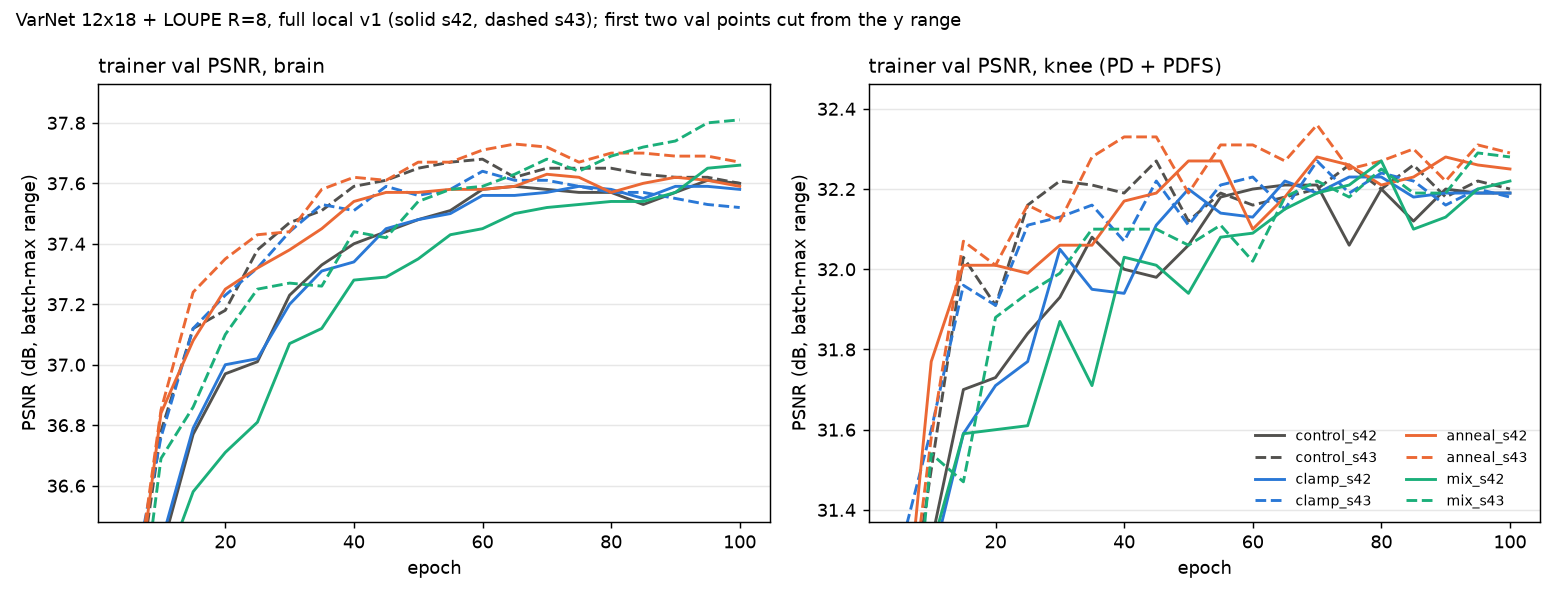 VarNet 12x18 + LOUPE R=8, full local v1 (solid s42, dashed s43); first two val points cut from the y range
trainer val PSNR, brain
PSNR (dB, batch-max range)
37.8
37.6
37.4
37.2
37.0
36.8
36.6
20 40 60 80 100
epoch
trainer val PSNR, knee (PD + PDFS)
PSNR (dB, batch-max range)
32.4
32.2
32.0
31.8
31.6
31.4
control_s42 anneal_s42
control_s43 anneal_s43
clamp_s42 mix_s42
clamp_s43 mix_s43
20 40 60 80 100
epoch